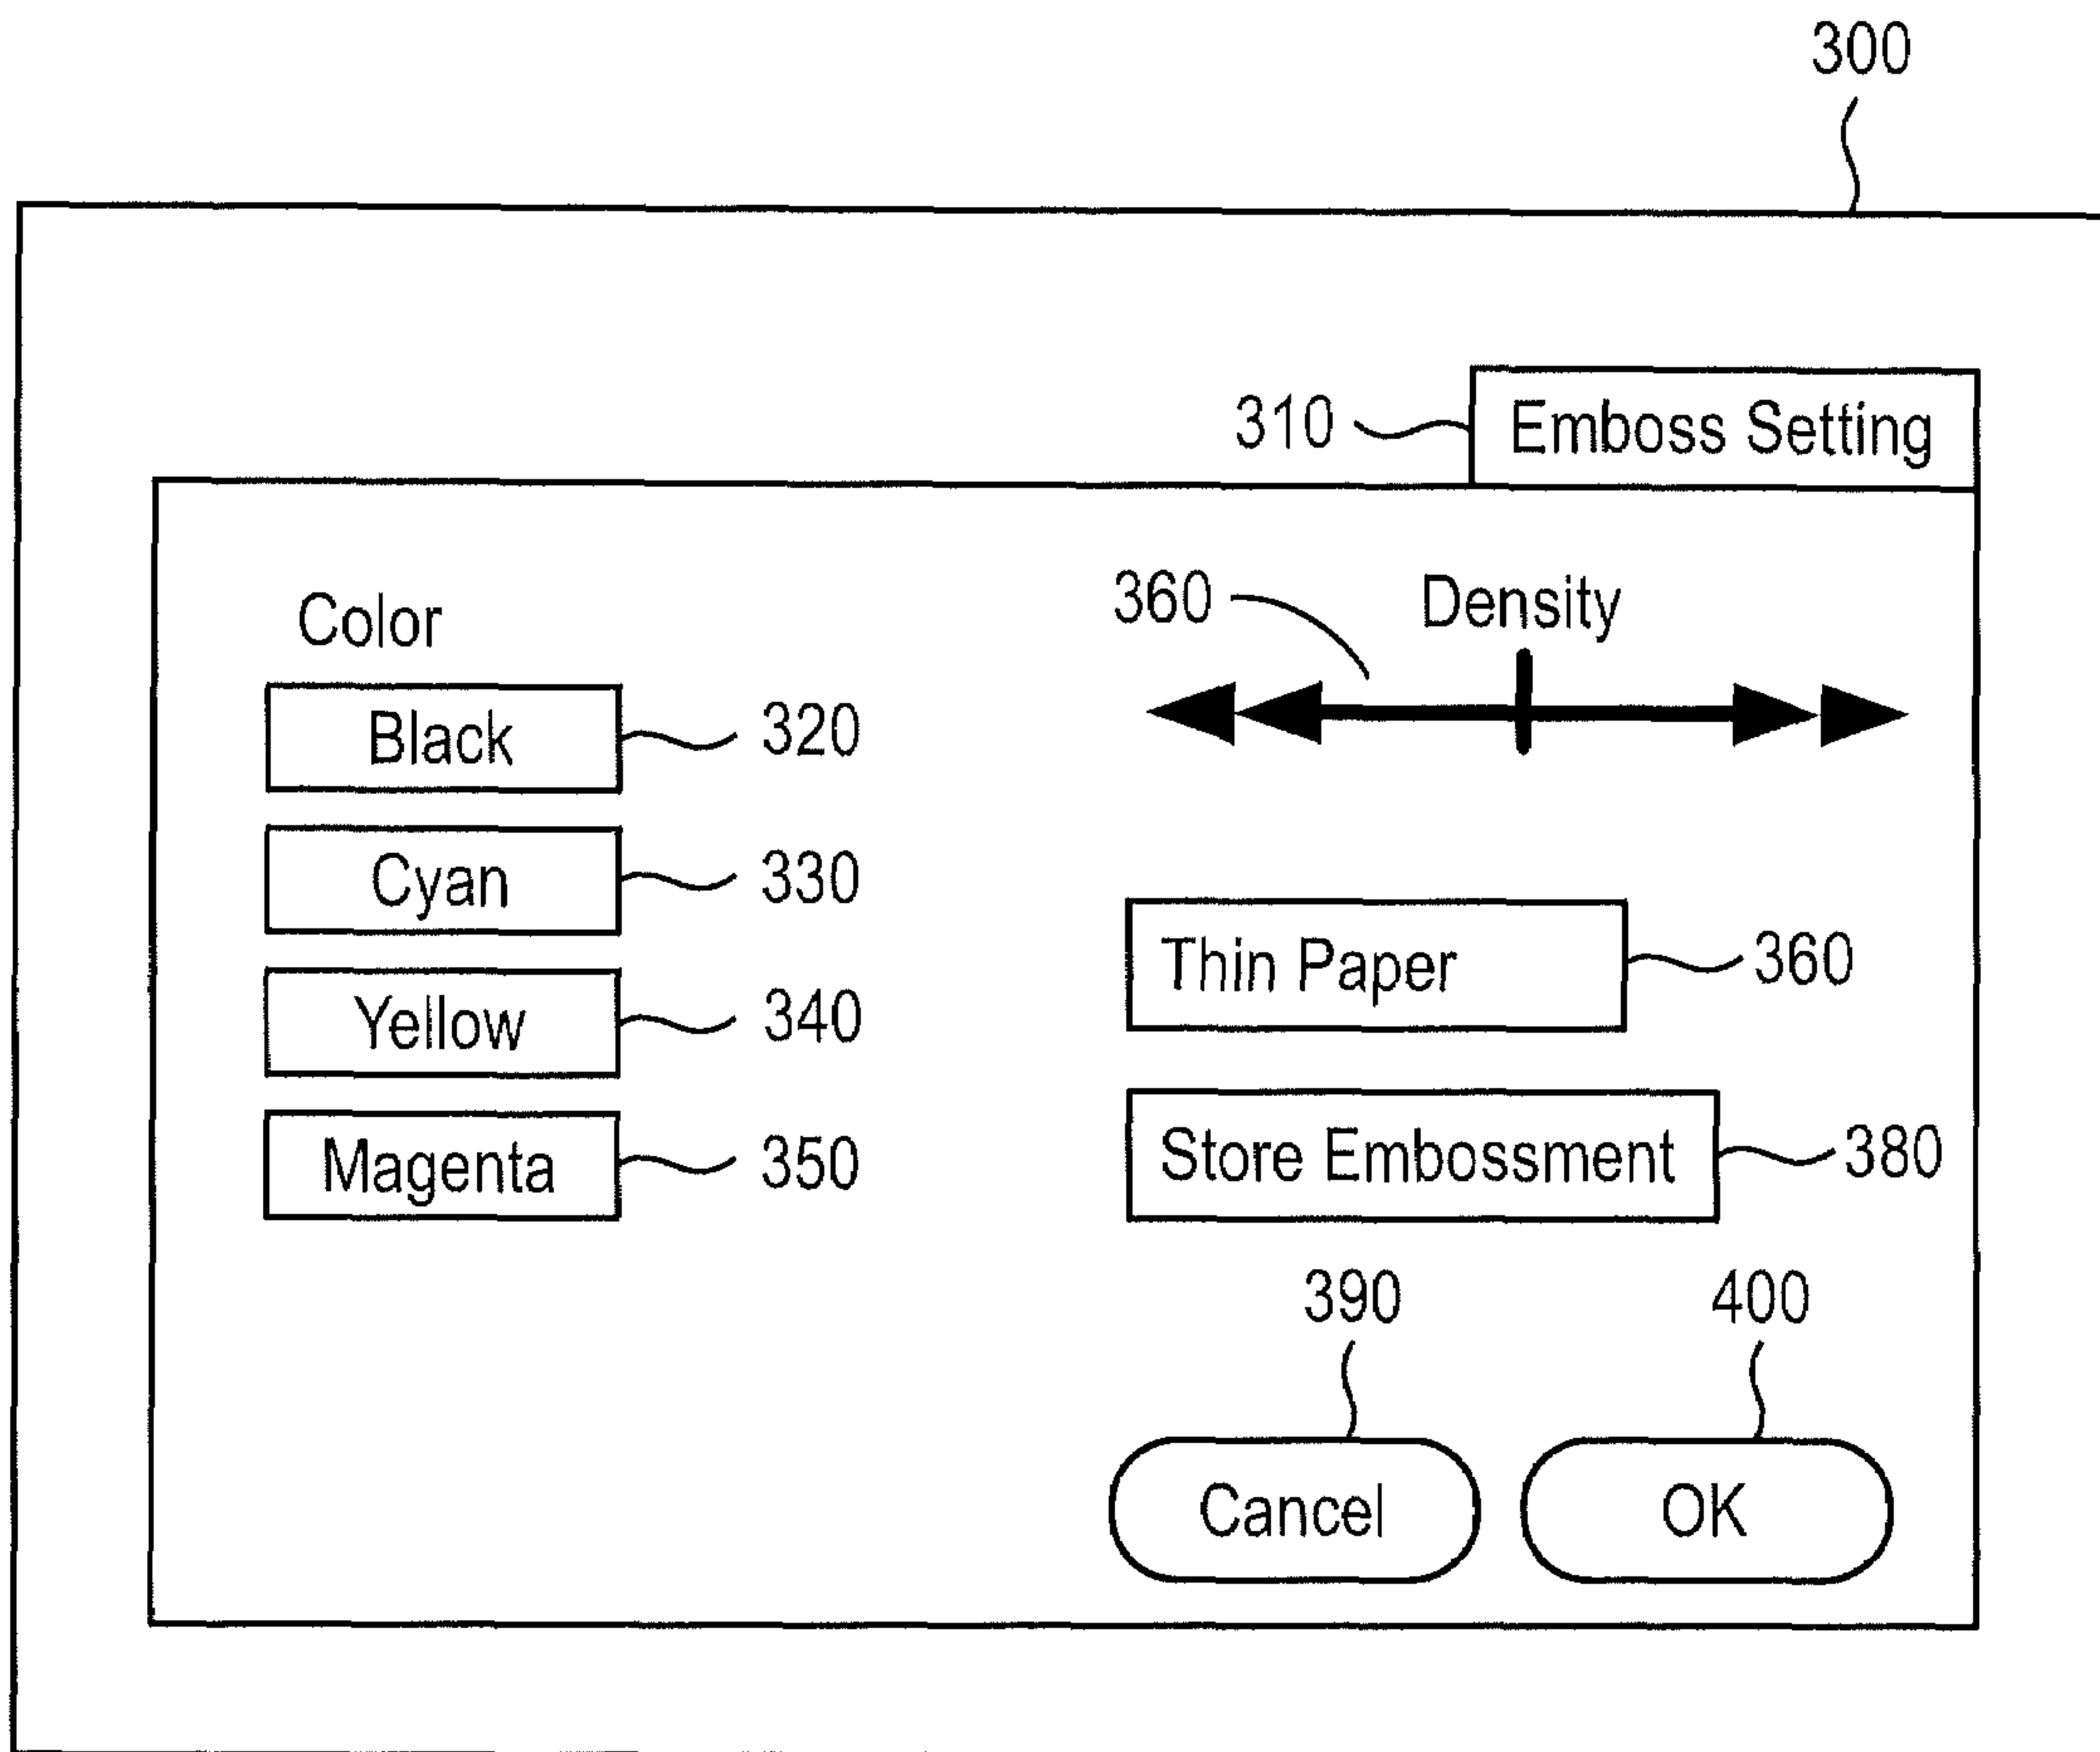 300
310
Emboss Setting
Color
360
Density
Black
320
Cyan
330
Thin Paper
360
Yellow
340
Store Embossment
380
Magenta
350
390
400
Cancel
OK